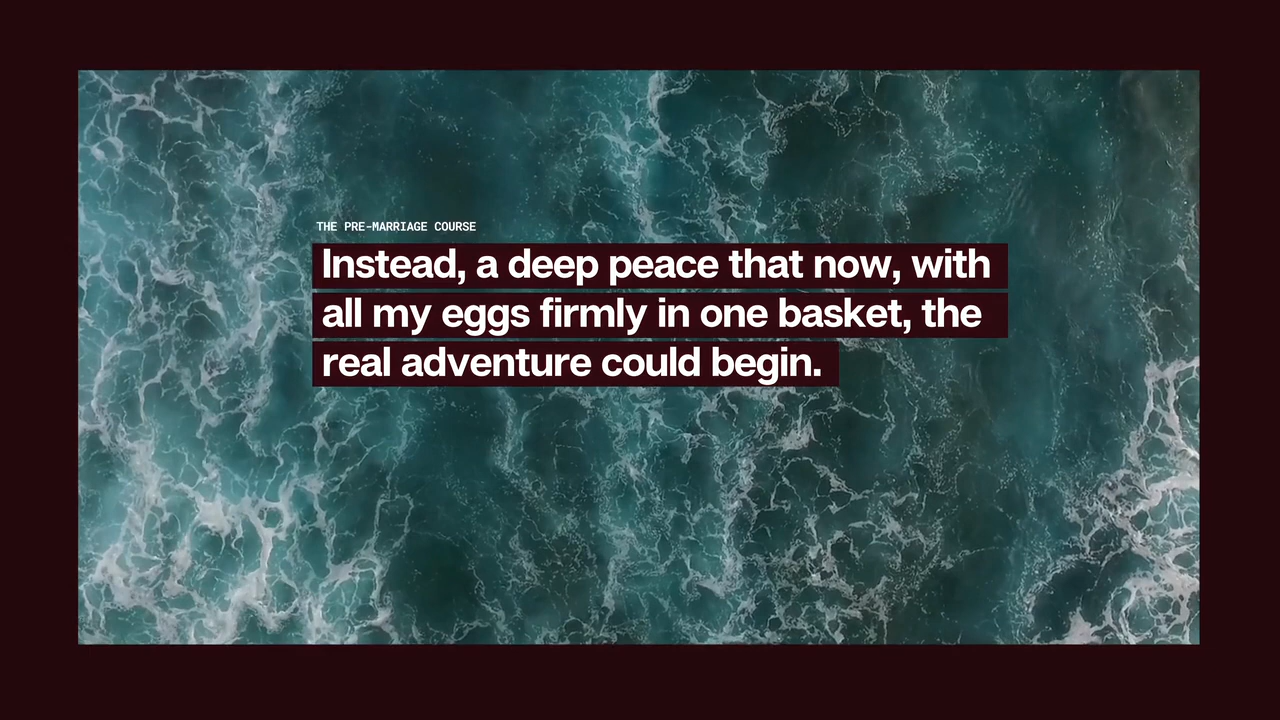 THE PRE-MARRIAGE COURSE
Instead, a deep peace that now, with
all my eggs firmly in one basket, the
real adventure could begin.